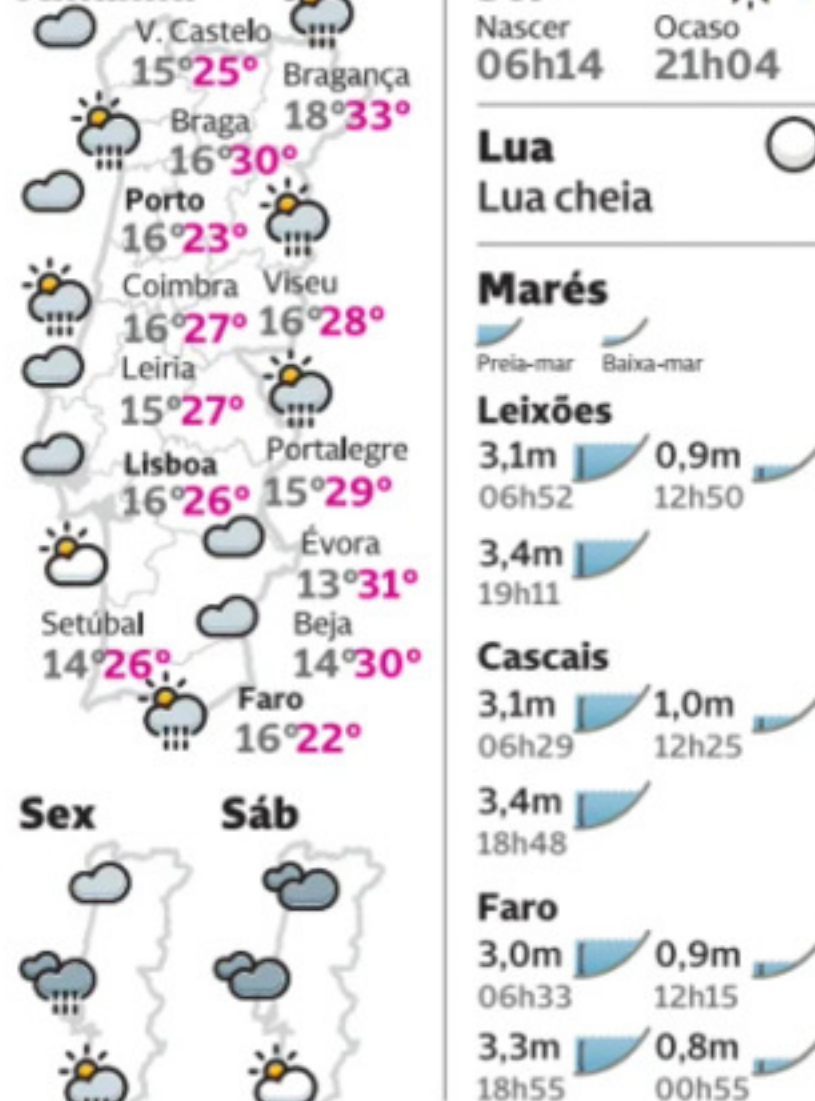 V. Castelo
15° 25°
Bragança
18° 33°
Braga
16° 30°
Porto
16° 23°
Coimbra
16° 27°
Viseu
16° 28°
Leiria
15° 27°
Lisboa
16° 26°
Portalegre
15° 29°
Évora
13° 31°
Setúbal
14° 26°
Beja
14° 30°
Faro
16° 22°
Sex Sáb
Nascer Ocaso
06h14 21h04
Lua
Lua cheia
Marés
Preia-mar Baixa-mar
Leixões
3,1m 0,9m
06h52 12h50
3,4m
19h11
Cascais
3,1m 1,0m
06h29 12h25
3,4m
18h48
Faro
3,0m 0,9m
06h33 12h15
3,3m 0,8m
18h55 00h55